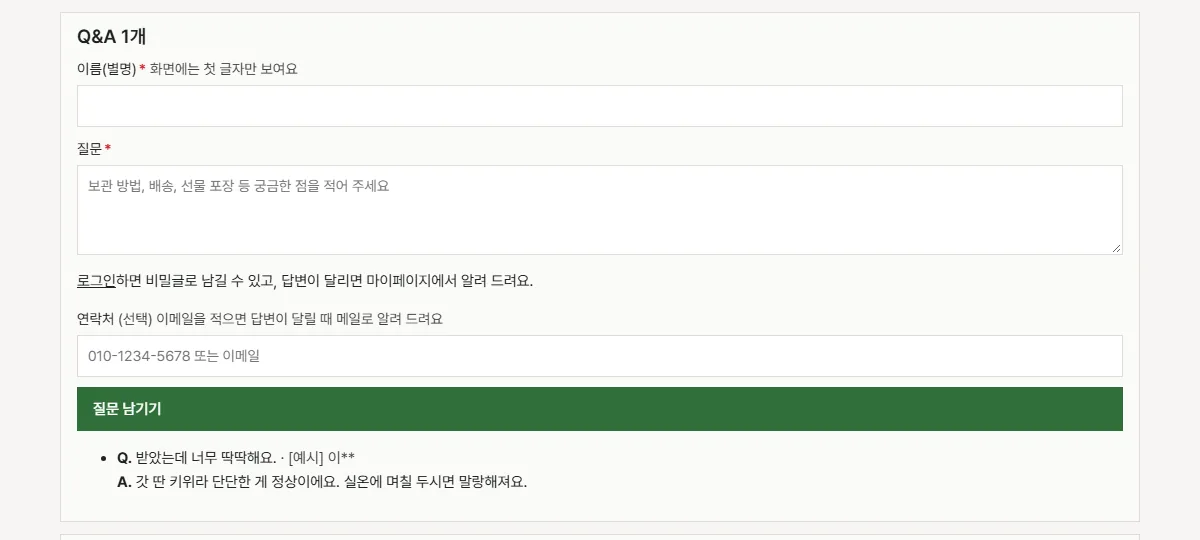 Q&A 1개
이름(별명) * 화면에는 첫 글자만 보여요
질문 *
보관 방법, 배송, 선물 포장 등 궁금한 점을 적어 주세요
로그인하면 비밀글로 남길 수 있고, 답변이 달리면 마이페이지에서 알려 드려요.
연락처 (선택) 이메일을 적으면 답변이 달릴 때 메일로 알려 드려요
010-1234-5678 또는 이메일
질문 남기기
• Q. 받았는데 너무 딱딱해요. · [예시] 이**
A. 갓 딴 키위라 단단한 게 정상이에요. 실온에 며칠 두시면 말랑해져요.